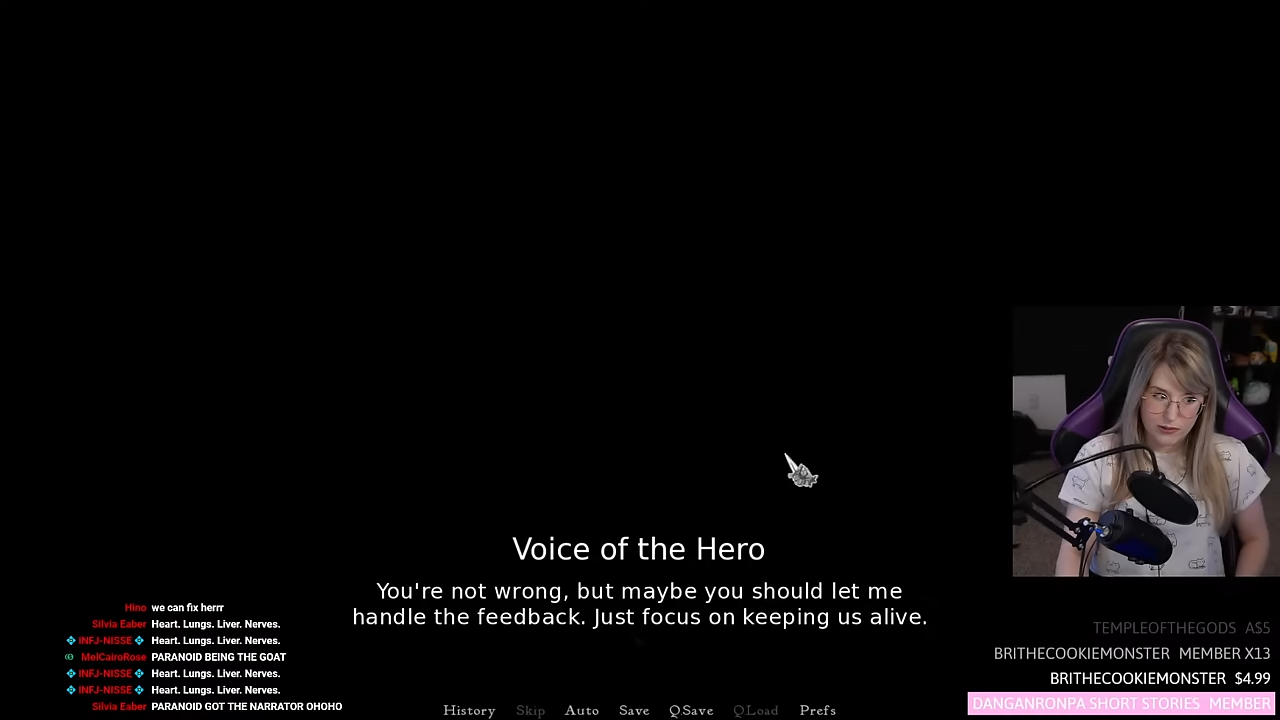 Voice of the Hero
You're not wrong, but maybe you should let me
handle the feedback. Just focus on keeping us alive.
Hino we can fix herrr
Silvia Eaber Heart. Lungs. Liver. Nerves.
INFJ-NISSE Heart. Lungs. LIver. Nerves.
MelCairoRose PARANOID BEING THE GOAT
INFJ-NISSE Heart. Lungs. LIver. Nerves.
INFJ-NISSE Heart. Lungs. LIver. Nerves.
Silvia Eaber PARANOID GOT THE NARRATOR OHOHO
TEMPLEOFTHEGODS A$5
BRITHECOOKIEMONSTER MEMBER X13
BRITHECOOKIEMONSTER $4.99
DANGANRONPA SHORT STORIES MEMBER
History Skip Auto Save Q.Save Q.Load Prefs